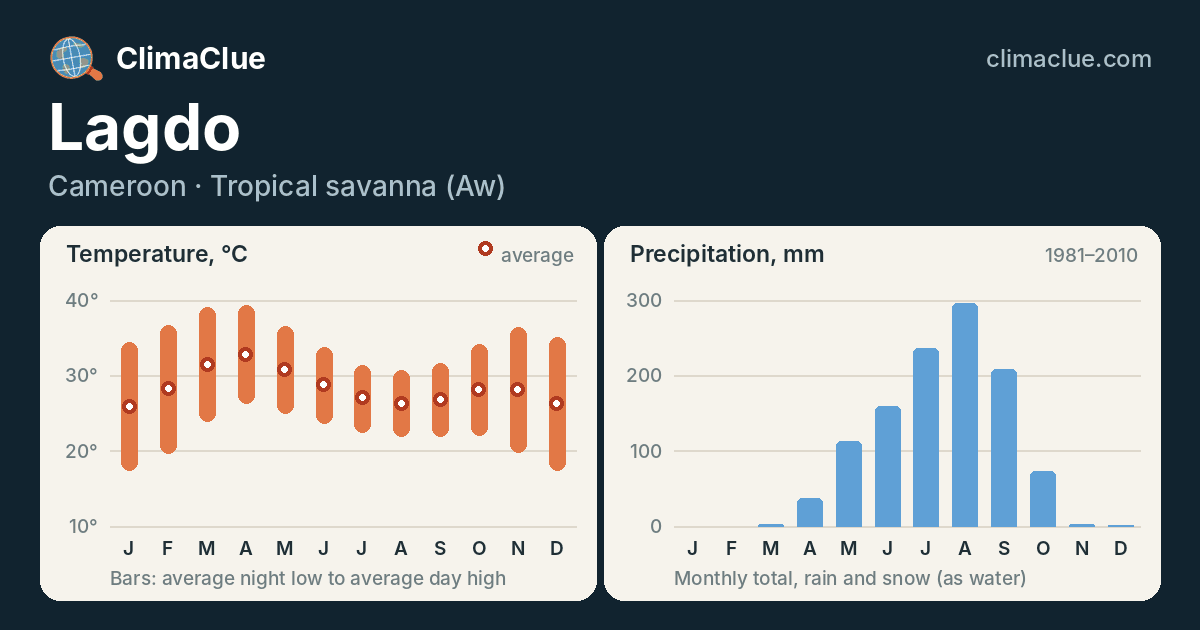 ClimaClue
climaclue.com
Lagdo
Cameroon · Tropical savanna (Aw)
Temperature, °C
average
40°
30°
20°
10°
J F M A M J J A S O N D
Bars: average night low to average day high
Precipitation, mm
1981–2010
300
200
100
0
J F M A M J J A S O N D
Monthly total, rain and snow (as water)